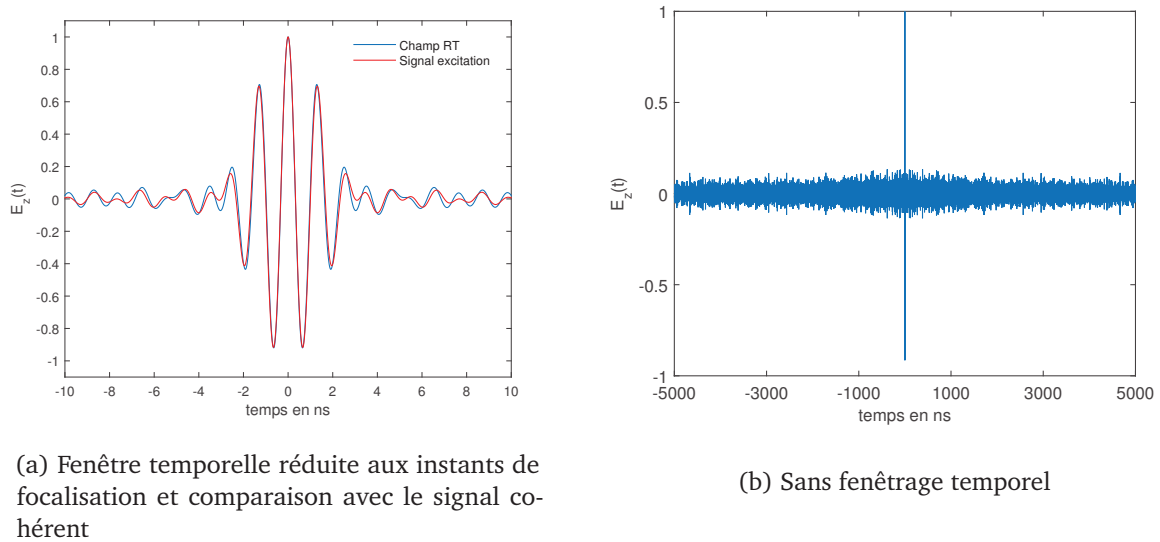 1
0.8
0.6
0.4
0.2
0
-0.2
-0.4
-0.6
-0.8
-1
E_z(t)
Champ RT
Signal excitation
-10 -8 -6 -4 -2 0 2 4 6 8 10
temps en ns
(a) Fenêtre temporelle réduite aux instants de
focalisation et comparaison avec le signal co-
hérent
1
0.5
0
-0.5
-1
E_z(t)
-5000 -3000 -1000 1000 3000 5000
temps en ns
(b) Sans fenêtrage temporel